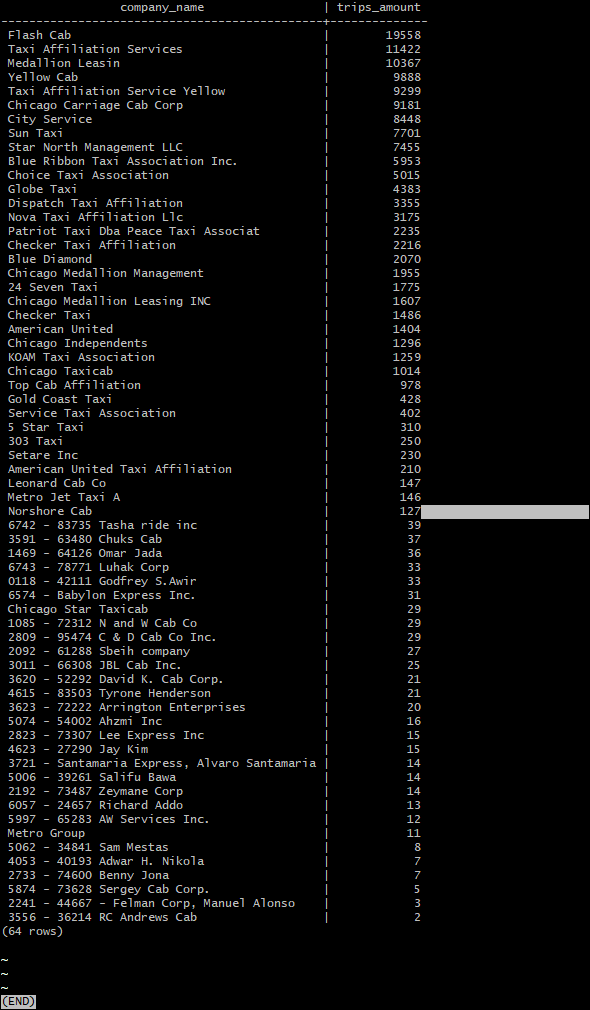 company_name | trips_amount
----------------------------------------------+--------------
Flash Cab | 19558
Taxi Affiliation Services | 11422
Medallion Leasin | 10367
Yellow Cab | 9888
Taxi Affiliation Service Yellow | 9299
Chicago Carriage Cab Corp | 9181
City Service | 8448
Sun Taxi | 7701
Star North Management LLC | 7455
Blue Ribbon Taxi Association Inc. | 5953
Choice Taxi Association | 5015
Globe Taxi | 4383
Dispatch Taxi Affiliation | 3355
Nova Taxi Affiliation Llc | 3175
Patriot Taxi Dba Peace Taxi Associat | 2235
Checker Taxi Affiliation | 2216
Blue Diamond | 2070
Chicago Medallion Management | 1955
24 Seven Taxi | 1775
Chicago Medallion Leasing INC | 1607
Checker Taxi | 1486
American United | 1404
Chicago Independents | 1296
KOAM Taxi Association | 1259
Chicago Taxicab | 1014
Top Cab Affiliation | 978
Gold Coast Taxi | 428
Service Taxi Association | 402
5 Star Taxi | 310
303 Taxi | 250
Setare Inc | 230
American United Taxi Affiliation | 210
Leonard Cab Co | 147
Metro Jet Taxi A | 146
Norshore Cab | 127
6742 - 83735 Tasha ride inc | 39
3591 - 63480 Chuks Cab | 37
1469 - 64126 Omar Jada | 36
6743 - 78771 Luhak Corp | 33
0118 - 42111 Godfrey S.Awir | 33
6574 - Babylon Express Inc. | 31
Chicago Star Taxicab | 29
1085 - 72312 N and W Cab Co | 29
2809 - 95474 C & D Cab Co Inc. | 29
2092 - 61288 Sbeih company | 27
3011 - 66308 JBL Cab Inc. | 25
3620 - 52292 David K. Cab Corp. | 21
4615 - 83503 Tyrone Henderson | 21
3623 - 72222 Arrington Enterprises | 20
5074 - 54002 Ahzmi Inc | 16
2823 - 73307 Lee Express Inc | 15
4623 - 27290 Jay Kim | 15
3721 - Santamaria Express, Alvaro Santamaria | 14
5006 - 39261 Salifu Bawa | 14
2192 - 73487 Zeymane Corp | 14
6057 - 24657 Richard Addo | 13
5997 - 65283 AW Services Inc. | 12
Metro Group | 11
5062 - 34841 Sam Mestas | 8
4053 - 40193 Adwar H. Nikola | 7
2733 - 74600 Benny Jona | 7
5874 - 73628 Sergey Cab Corp. | 5
2241 - 44667 - Felman Corp, Manuel Alonso | 3
3556 - 36214 RC Andrews Cab | 2
(64 rows)
~
~
~
(END)